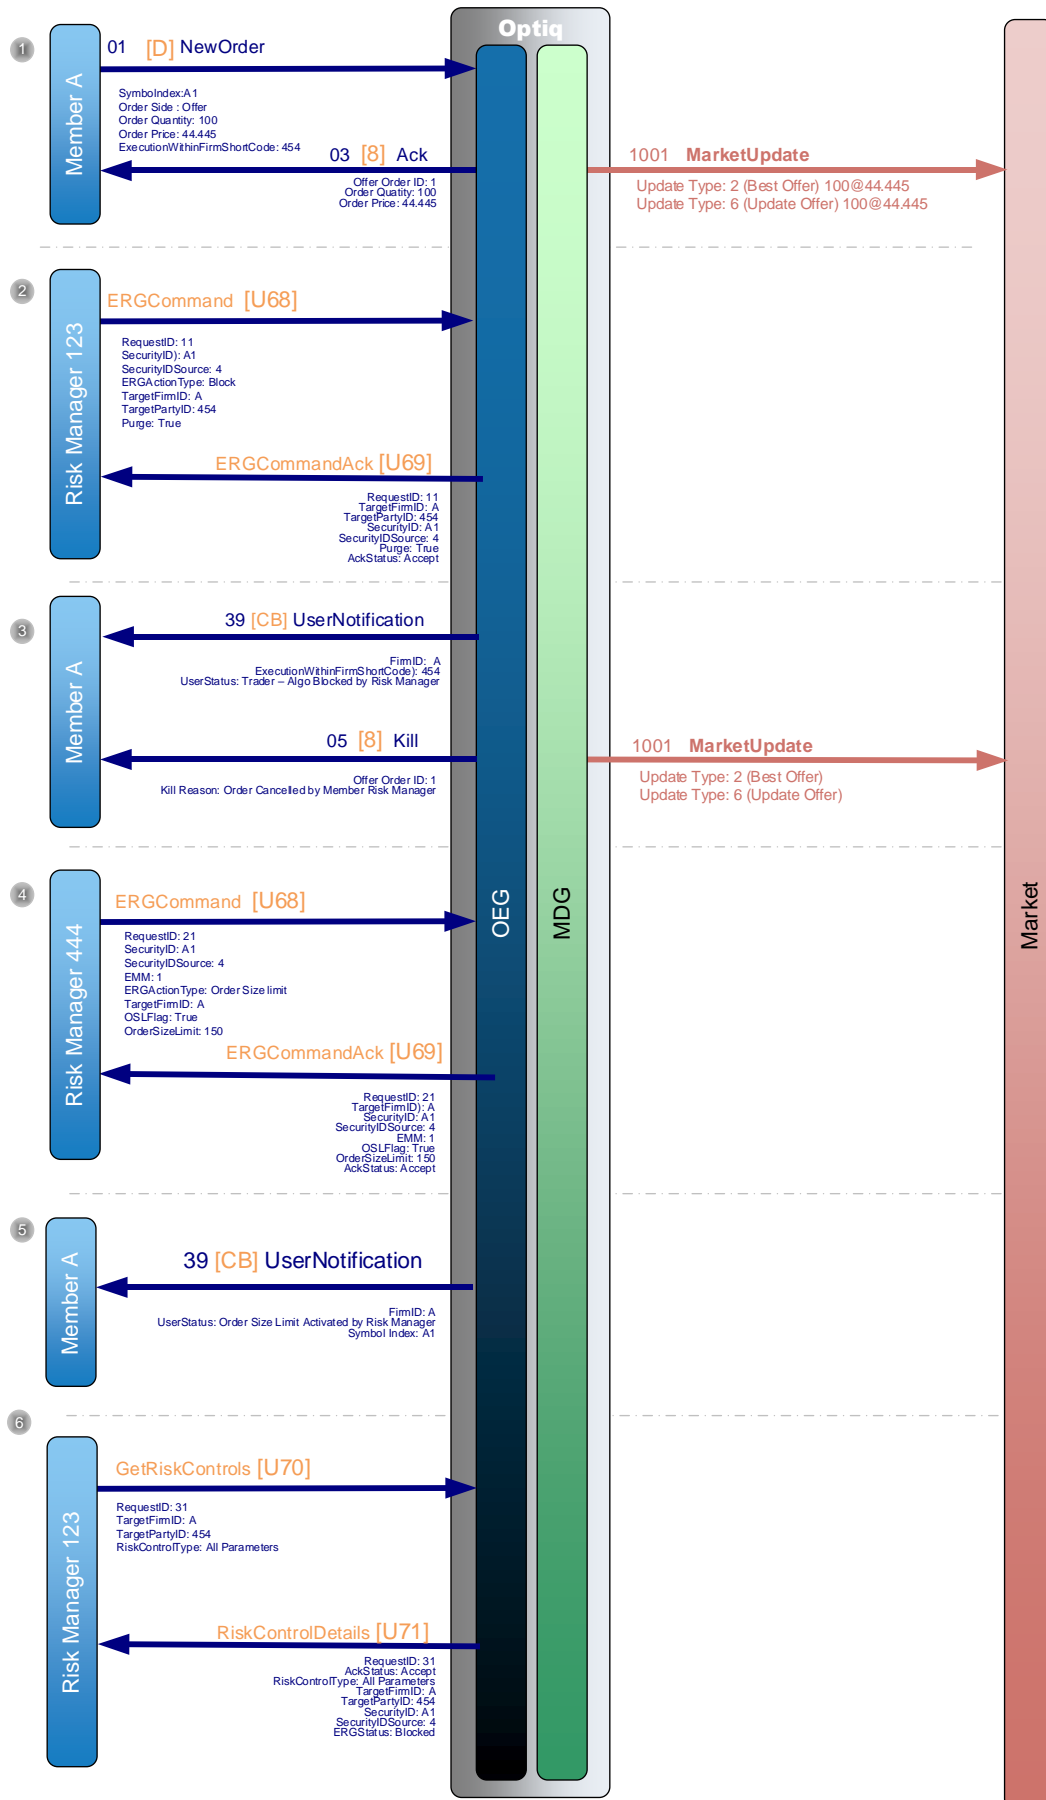 Optiq
1
Member A
01 [D] NewOrder
SymboIndex:A1
Order Side : Offer
Order Quantity: 100
Order Price: 44.445
ExecutionWithinFirmShortCode: 454
03 [8] Ack
Offer Order ID: 1
Order Quatity: 100
Order Price: 44.445
1001 MarketUpdate
Update Type: 2 (Best Offer) 100@44.445
Update Type: 6 (Update Offer) 100@44.445
2
Risk Manager 123
ERGCommand [U68]
RequestID: 11
SecurityID): A1
SecurityIDSource: 4
ERGActionType: Block
TargetFirmID: A
TargetPartyID: 454
Purge: True
ERGCommandAck [U69]
RequestID: 11
TargetFirmID: A
TargetPartyID: 454
SecurityID: A1
SecurityIDSource: 4
Purge: True
AckStatus: Accept
3
Member A
39 [CB] UserNotification
FirmID: A
ExecutionWithinFirmShortCode): 454
UserStatus: Trader – Algo Blocked by Risk Manager
05 [8] Kill
Offer Order ID: 1
Kill Reason: Order Cancelled by Member Risk Manager
1001 MarketUpdate
Update Type: 2 (Best Offer)
Update Type: 6 (Update Offer)
4
Risk Manager 444
ERGCommand [U68]
RequestID: 21
SecurityID: A1
SecurityIDSource: 4
EMM: 1
ERGActionType: Order Size limit
TargetFirmID: A
OSLFlag: True
OrderSizeLimit: 150
ERGCommandAck [U69]
RequestID: 21
TargetFirmID): A
SecurityID: A1
SecurityIDSource: 4
EMM: 1
OSLFlag: True
OrderSizeLimit: 150
AckStatus: Accept
OEG
MDG
Market
5
Member A
39 [CB] UserNotification
FirmID: A
UserStatus: Order Size Limit Activated by Risk Manager
Symbol Index: A1
6
Risk Manager 123
GetRiskControls [U70]
RequestID: 31
TargetFirmID: A
TargetPartyID: 454
RiskControlType: All Parameters
RiskControlDetails [U71]
RequestID: 31
AckStatus: Accept
RiskControlType: All Parameters
TargetFirmID: A
TargetPartyID: 454
SecurityID: A1
SecurityIDSource: 4
ERGStatus: Blocked